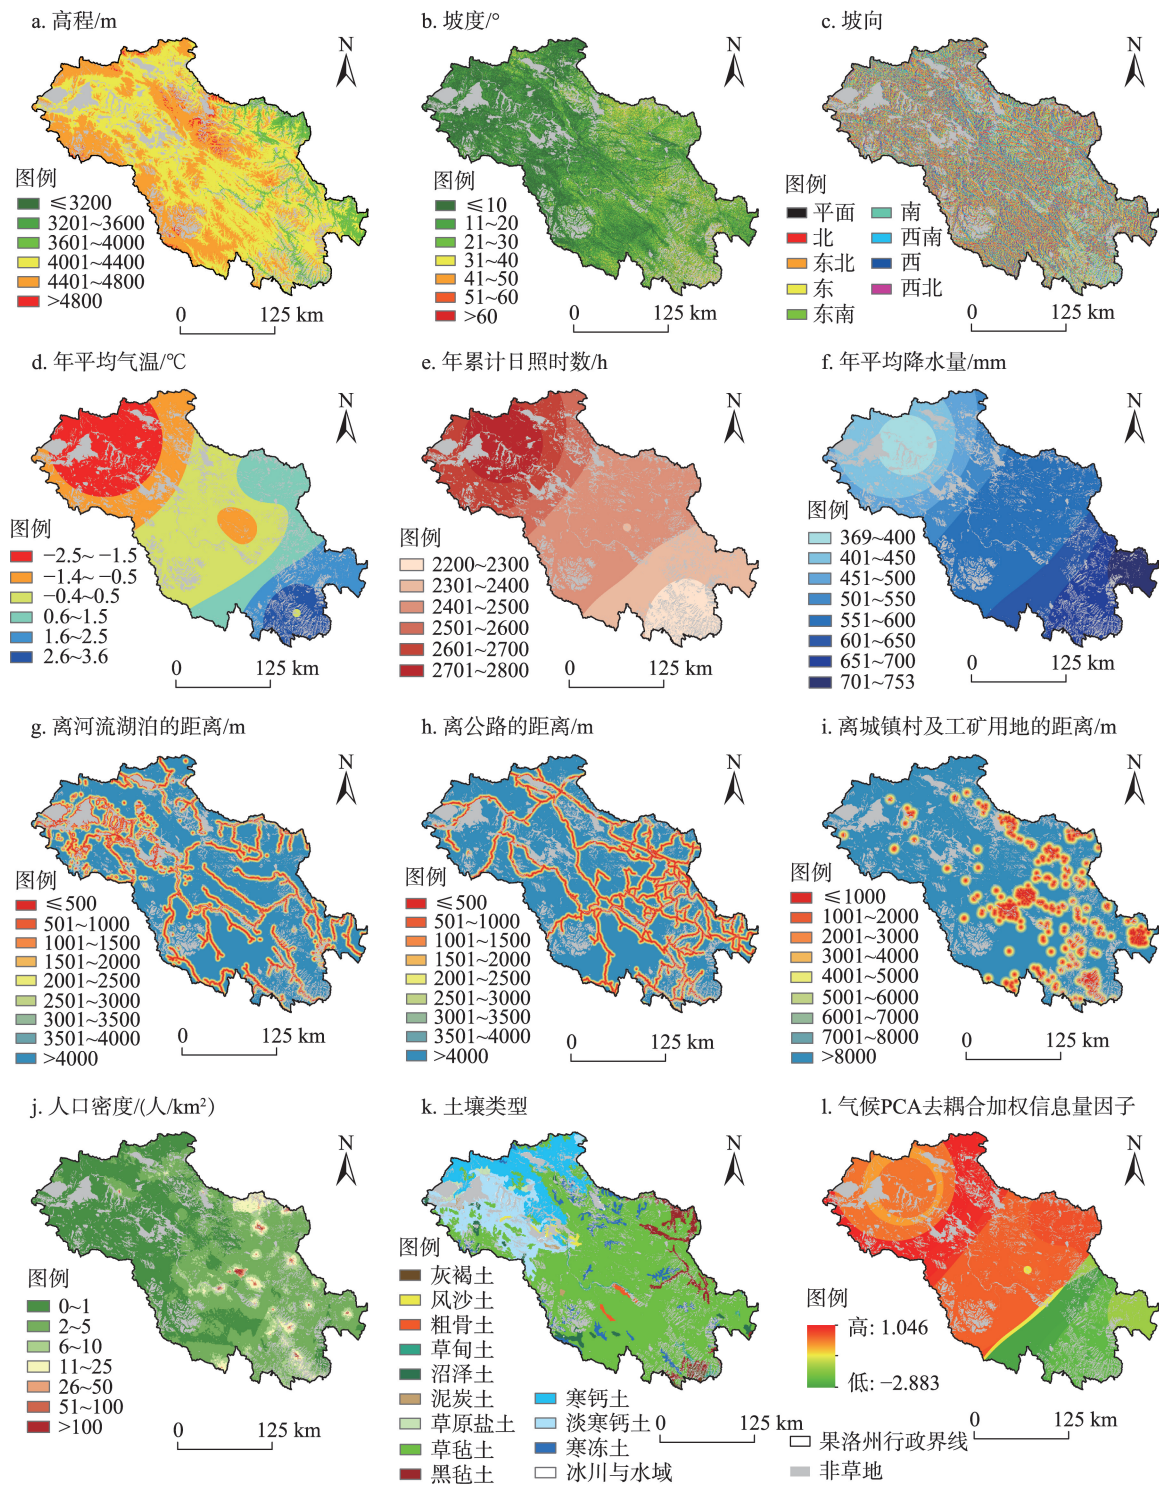 a. 高程/m
N
图例
≤3200
3201~3600
3601~4000
4001~4400
4401~4800
>4800
0 125 km
b. 坡度/°
N
图例
≤10
11~20
21~30
31~40
41~50
51~60
>60
0 125 km
c. 坡向
N
图例
平面
北
东北
东
东南
南
西南
西
西北
0 125 km
d. 年平均气温/℃
N
图例
−2.5~ −1.5
−1.4~ −0.5
−0.4~0.5
0.6~1.5
1.6~2.5
2.6~3.6
0 125 km
e. 年累计日照时数/h
N
图例
2200~2300
2301~2400
2401~2500
2501~2600
2601~2700
2701~2800
0 125 km
f. 年平均降水量/mm
N
图例
369~400
401~450
451~500
501~550
551~600
601~650
651~700
701~753
0 125 km
g. 离河流湖泊的距离/m
N
图例
≤500
501~1000
1001~1500
1501~2000
2001~2500
2501~3000
3001~3500
3501~4000
>4000
0 125 km
h. 离公路的距离/m
N
图例
≤500
501~1000
1001~1500
1501~2000
2001~2500
2501~3000
3001~3500
3501~4000
>4000
0 125 km
i. 离城镇村及工矿用地的距离/m
N
图例
≤1000
1001~2000
2001~3000
3001~4000
4001~5000
5001~6000
6001~7000
7001~8000
>8000
0 125 km
j. 人口密度/(人/km²)
N
图例
0~1
2~5
6~10
11~25
26~50
51~100
>100
0 125 km
k. 土壤类型
N
图例
灰褐土
风沙土
粗骨土
草甸土
沼泽土
泥炭土
草原盐土
草毡土
黑毡土
寒钙土
淡寒钙土
寒冻土
冰川与水域
0 125 km
l. 气候PCA去耦合加权信息量因子
N
图例
高: 1.046
低: −2.883
0 125 km
果洛州行政界线
非草地